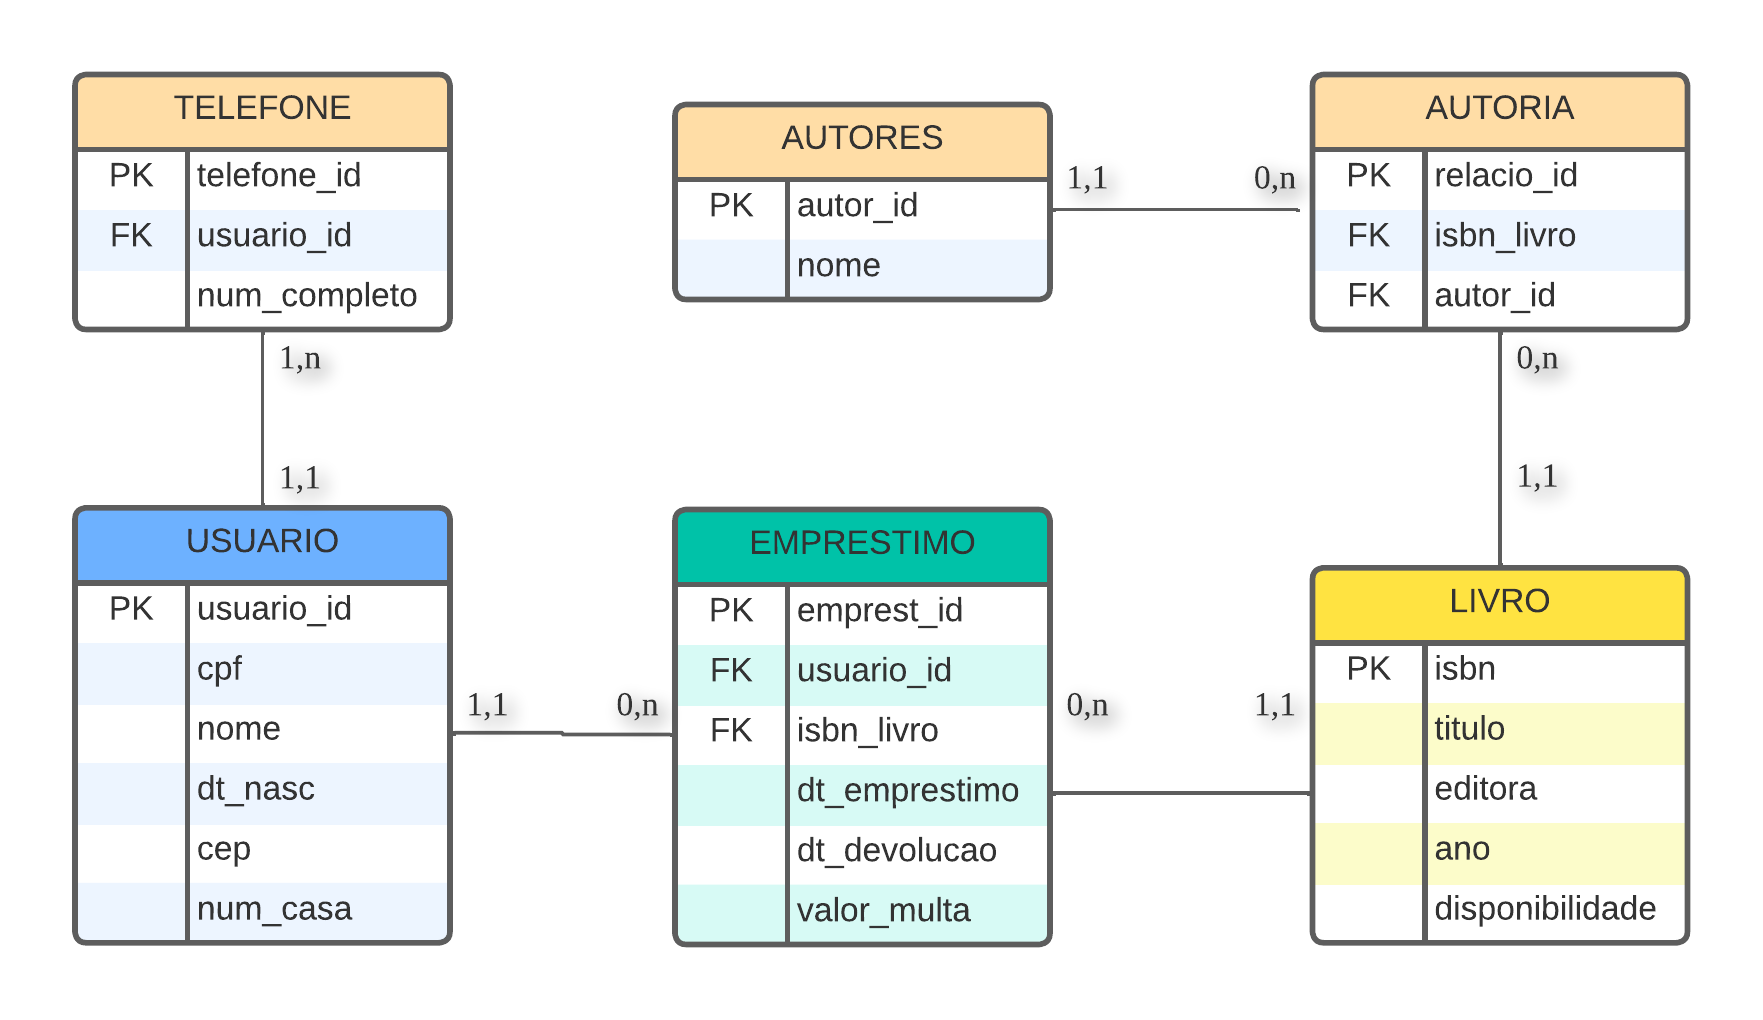 TELEFONE
PK telefone_id
FK usuario_id
num_completo
1,n
1,1
AUTORES
PK autor_id
nome
1,1 0,n
AUTORIA
PK relacio_id
FK isbn_livro
FK autor_id
0,n
1,1
USUARIO
PK usuario_id
cpf
nome
dt_nasc
cep
num_casa
1,1 0,n
EMPRESTIMO
PK emprest_id
FK usuario_id
FK isbn_livro
dt_emprestimo
dt_devolucao
valor_multa
0,n 1,1
LIVRO
PK isbn
titulo
editora
ano
disponibilidade